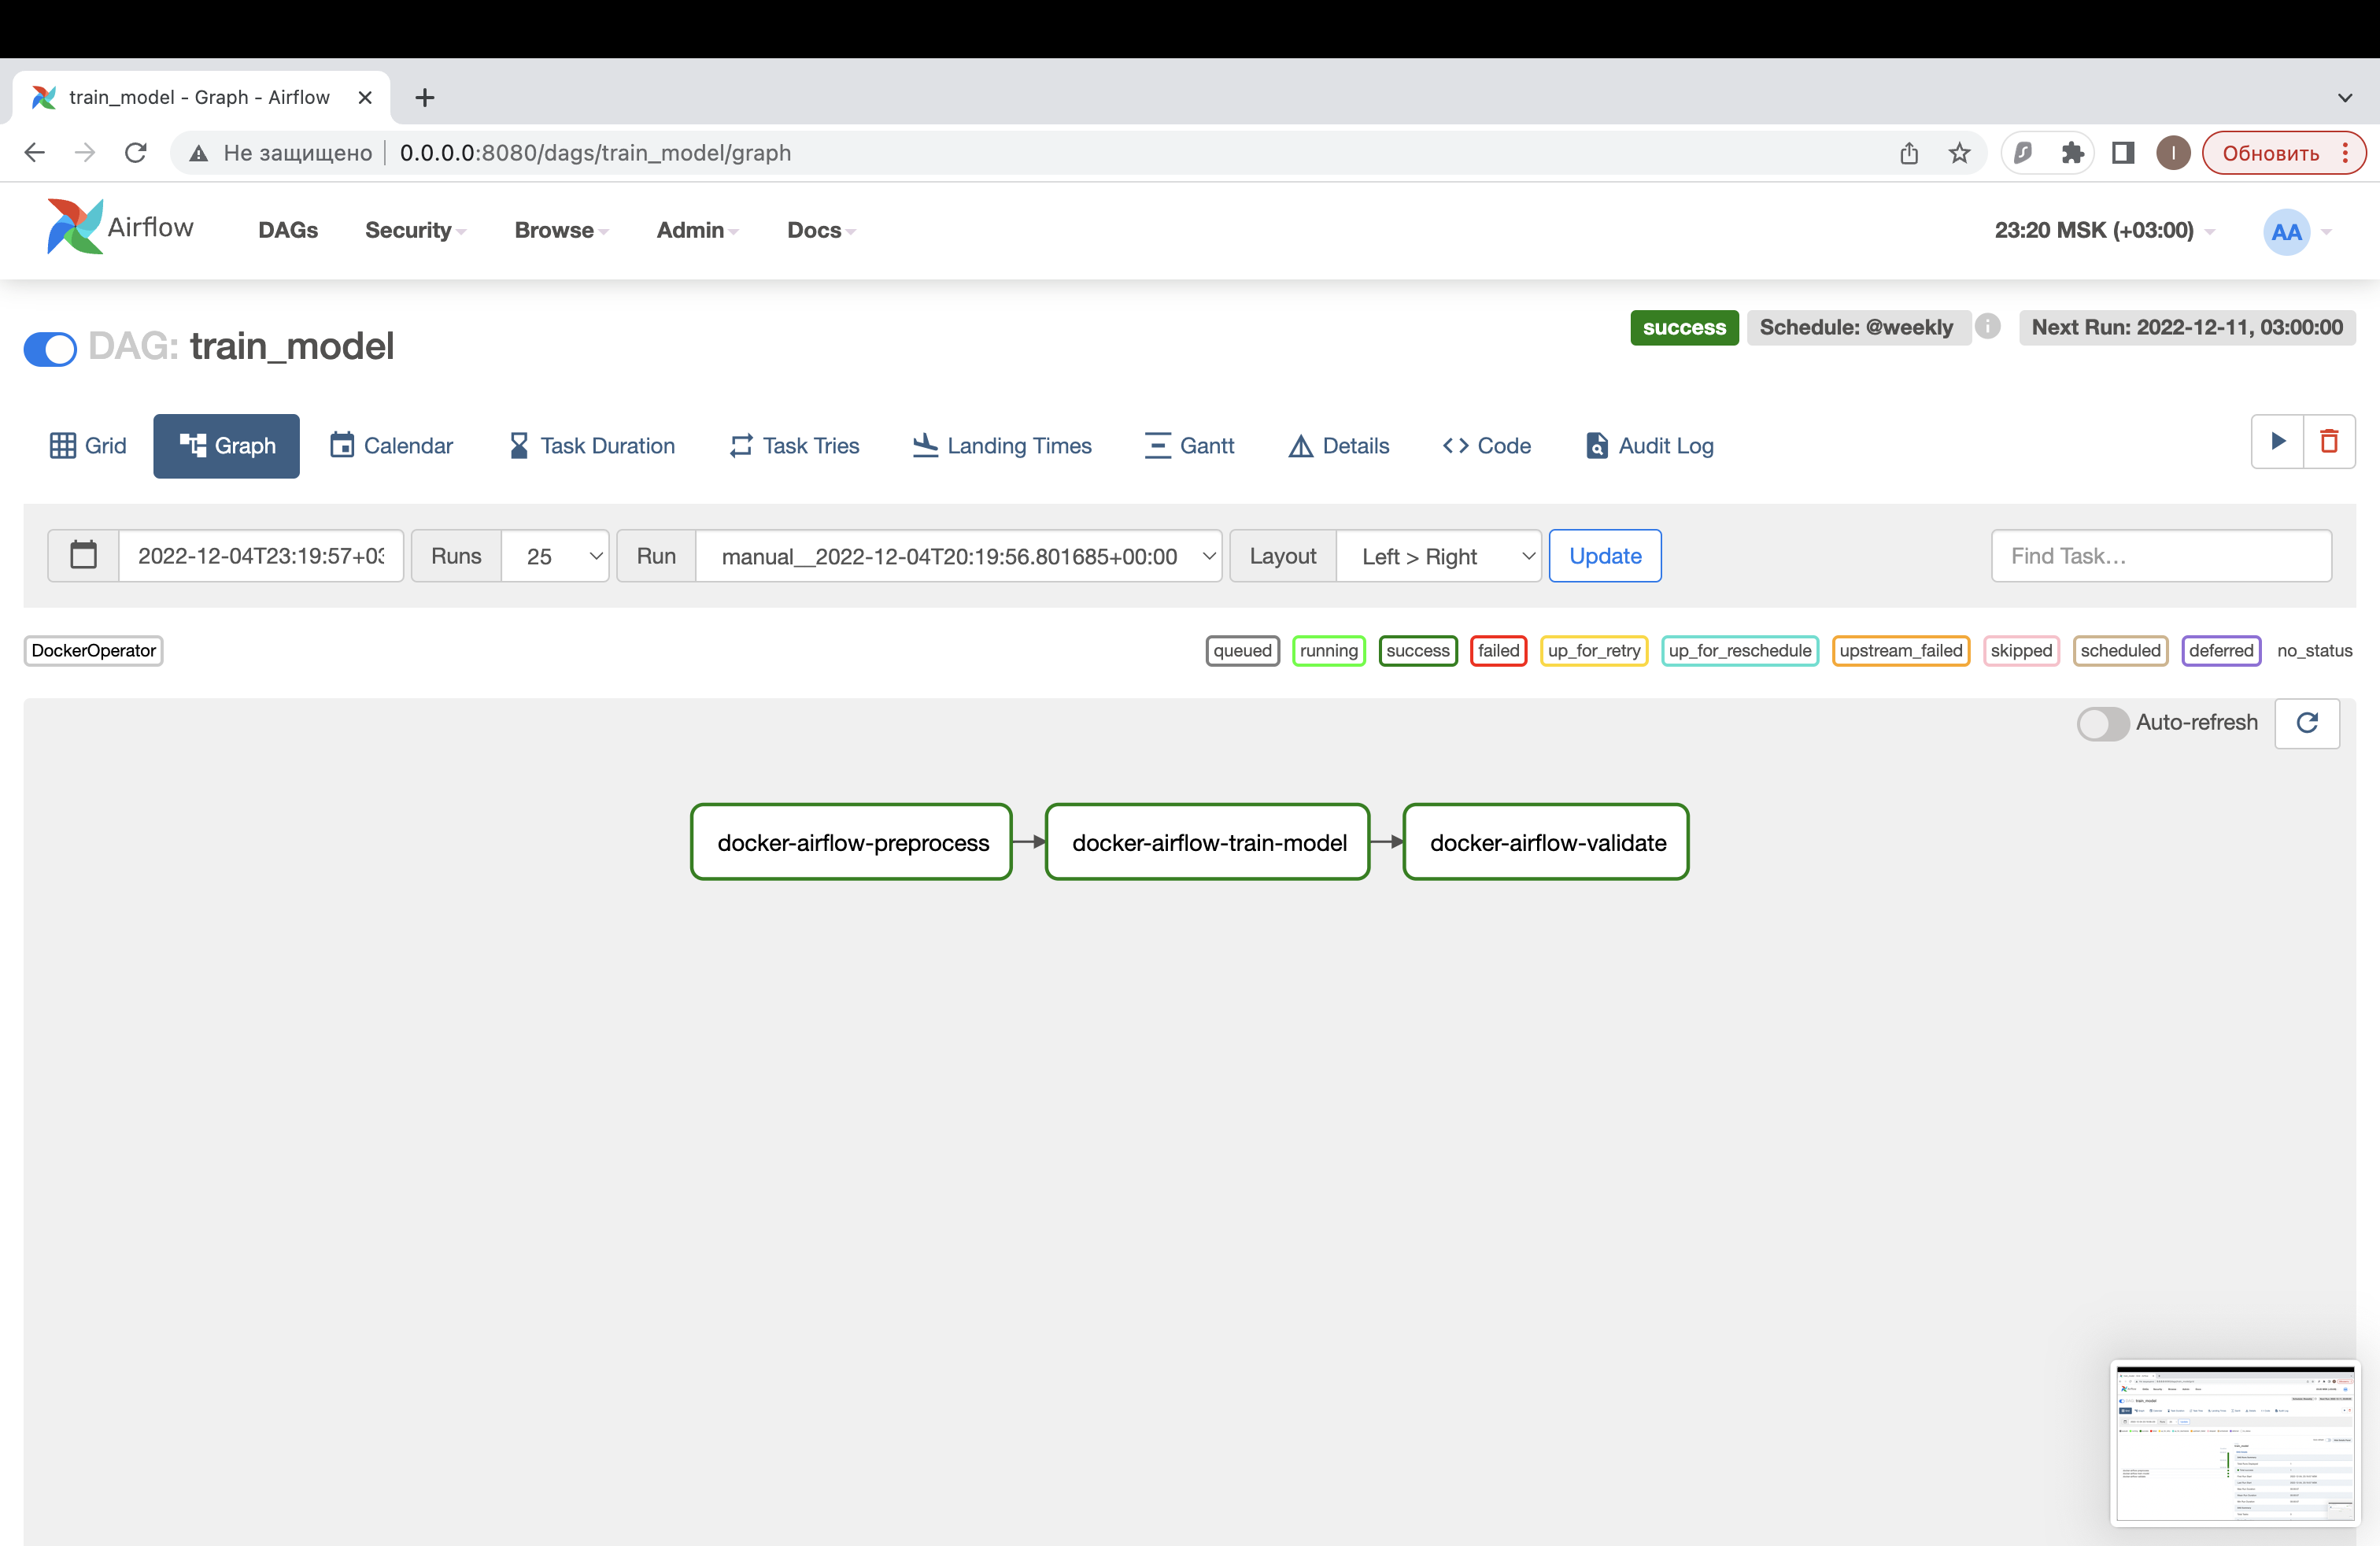 train_model - Graph - Airflow
Не защищено 0.0.0.0:8080/dags/train_model/graph
I
Обновить
Airflow DAGs Security Browse Admin Docs 23:20 MSK (+03:00) AA
DAG: train_model
success Schedule: @weekly i Next Run: 2022-12-11, 03:00:00
Grid Graph Calendar Task Duration Task Tries Landing Times Gantt Details Code Audit Log
2022-12-04T23:19:57+03 Runs 25 Run manual__2022-12-04T20:19:56.801685+00:00 Layout Left > Right Update Find Task...
DockerOperator queued running success failed up_for_retry up_for_reschedule upstream_failed skipped scheduled deferred no_status
Auto-refresh
docker-airflow-preprocess docker-airflow-train-model docker-airflow-validate